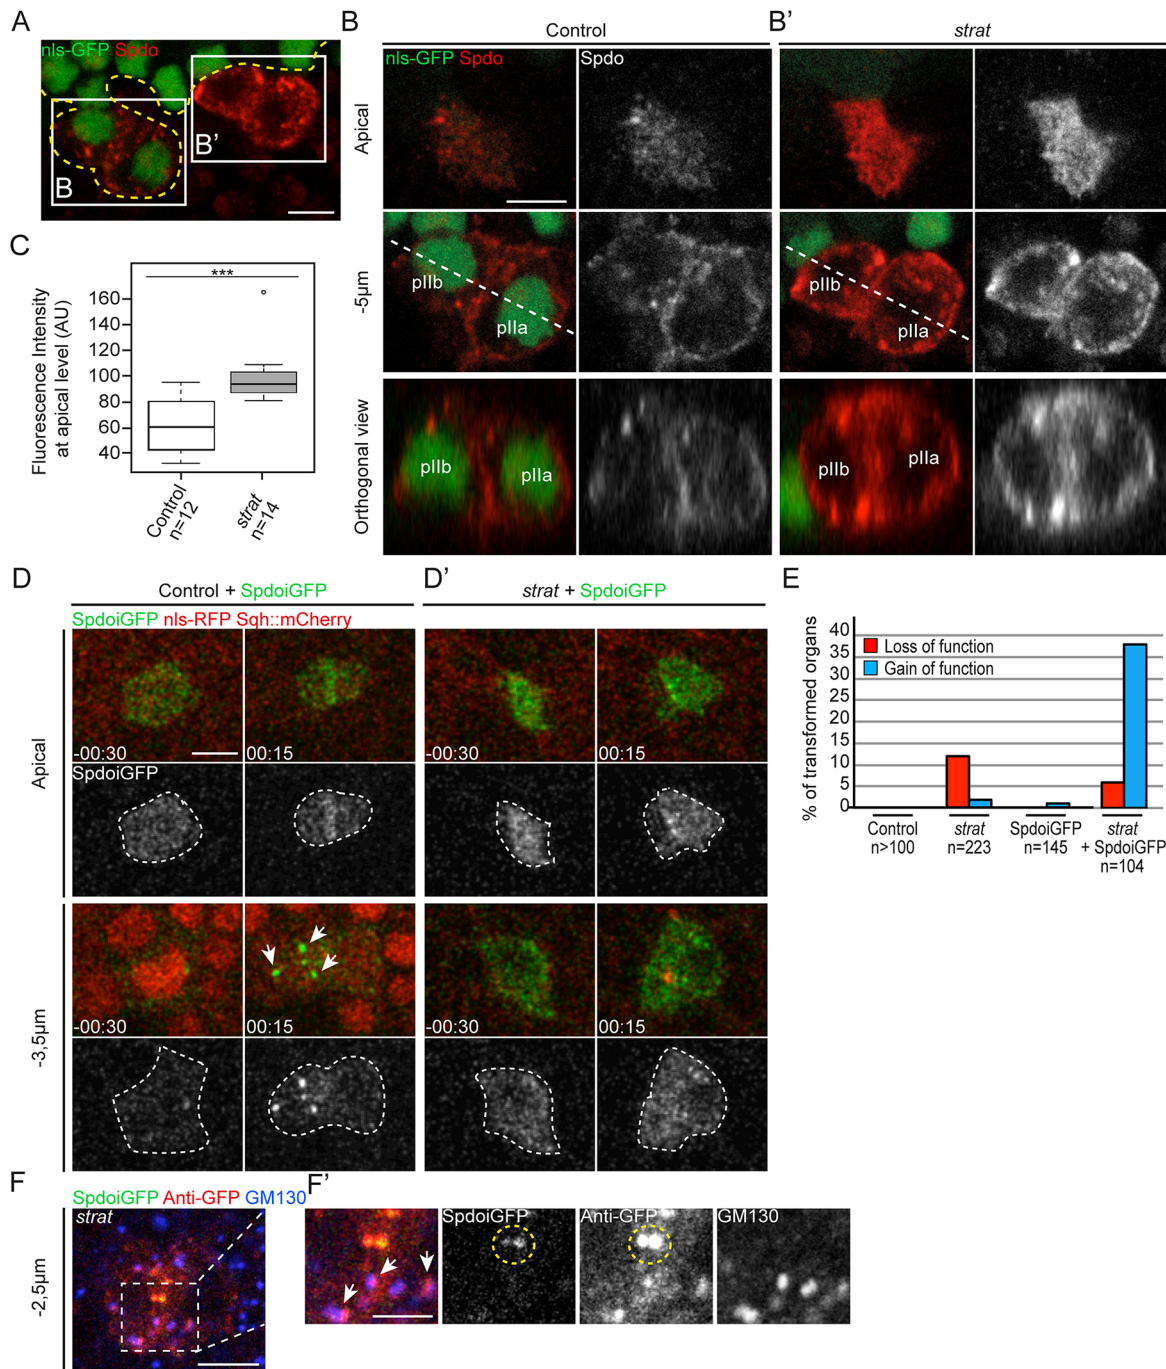 A
nls-GFP Spdo
B
B’
B
Control
nls-GFP Spdo
Spdo
Apical
-5µm
pIIb
pIIa
Orthogonal view
pIIb
pIIa
B’
strat
pIIb
pIIa
pIIb
pIIa
C
Fluorescence Intensity
at apical level (AU)
***
160
140
120
100
80
60
40
Control
n=12
strat
n=14
D
Control + SpdoiGFP
SpdoiGFP nls-RFP Sqh::mCherry
Apical
-00:30
00:15
SpdoiGFP
-3,5µm
-00:30
00:15
D’
strat + SpdoiGFP
-00:30
00:15
-00:30
00:15
E
% of transformed organs
40
35
30
25
20
15
10
5
0
Loss of function
Gain of function
Control
n>100
strat
n=223
SpdoiGFP
n=145
strat
+ SpdoiGFP
n=104
F
SpdoiGFP Anti-GFP GM130
strat
-2,5µm
F’
SpdoiGFP
Anti-GFP
GM130